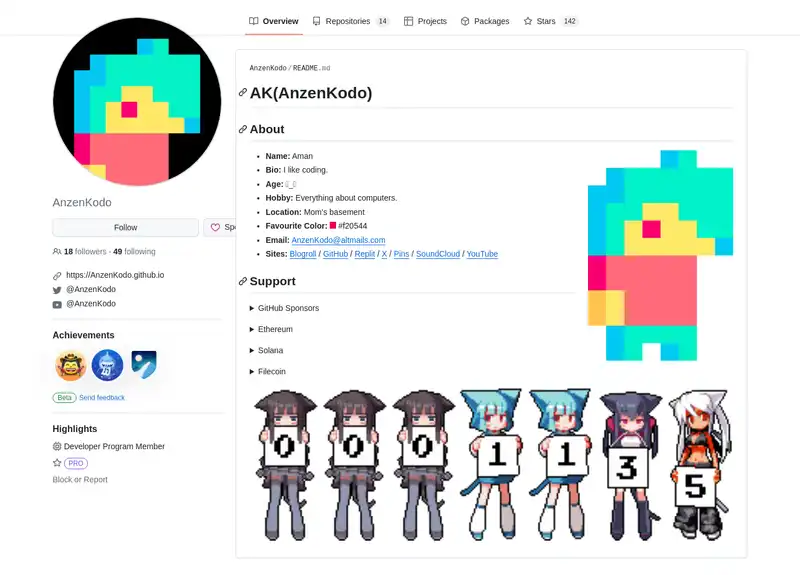 Overview
Repositories 14
Projects
Packages
Stars 142
AnzenKodo
Follow
18 followers · 49 following
https://AnzenKodo.github.io
@AnzenKodo
@AnzenKodo
Achievements
Beta Send feedback
Highlights
Developer Program Member
PRO
Block or Report
AnzenKodo/README.md
AK(AnzenKodo)
About
Name: Aman
Bio: I like coding.
Age:
Hobby: Everything about computers.
Location: Mom's basement
Favourite Color: #f20544
Email: AnzenKodo@altmails.com
Sites: Blogroll / GitHub / Replit / X / Pins / SoundCloud / YouTube
Support
GitHub Sponsors
Ethereum
Solana
Filecoin
0 0 0 1 1 3 5